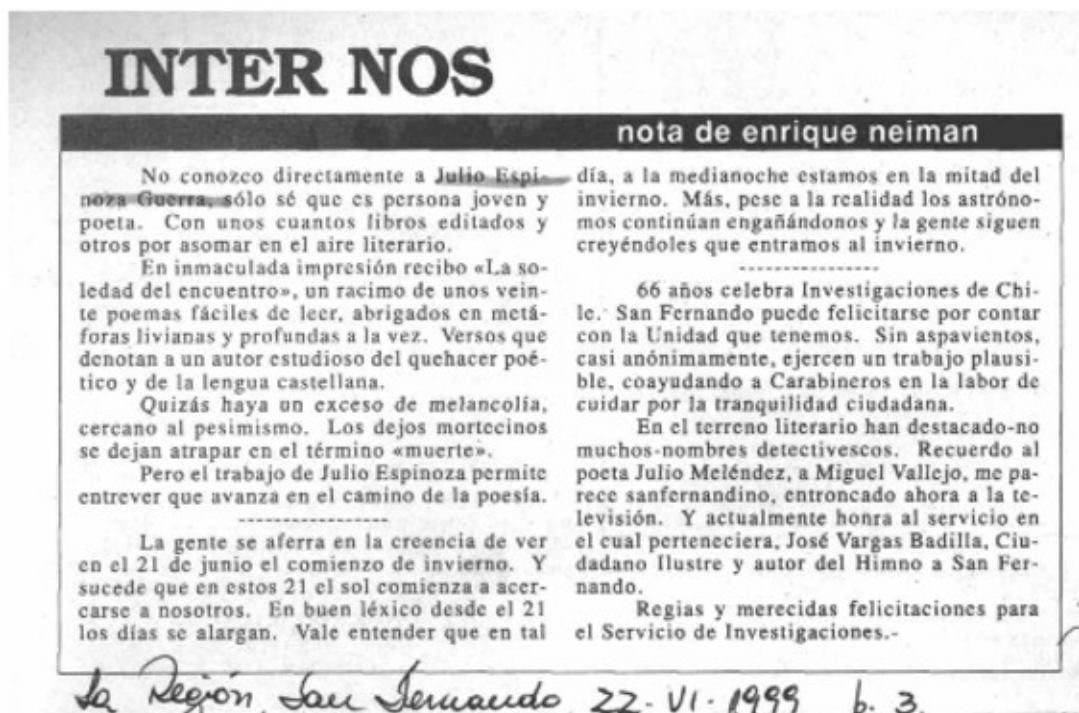 INTER NOS
nota de enrique neiman
No conozco directamente a Julio Espi-
noza Guerra, sólo sé que es persona joven y
poeta. Con unos cuantos libros editados y
otros por asomar en el aire literario.
En inmaculada impresión recibo «La so-
ledad del encuentro», un racimo de unos vein-
te poemas fáciles de leer, abrigados en metá-
foras livianas y profundas a la vez. Versos que
denotan a un autor estudioso del quehacer poé-
tico y de la lengua castellana.
Quizás haya un exceso de melancolía,
cercano al pesimismo. Los dejos mortecinos
se dejan atrapar en el término «muerte».
Pero el trabajo de Julio Espinoza permite
entrever que avanza en el camino de la poesía.
---------------
La gente se aferra en la creencia de ver
en el 21 de junio el comienzo de invierno. Y
sucede que en estos 21 el sol comienza a acer-
carse a nosotros. En buen léxico desde el 21
los días se alargan. Vale entender que en tal
día, a la medianoche estamos en la mitad del
invierno. Más, pese a la realidad los astróno-
mos continúan engañándonos y la gente siguen
creyéndoles que entramos al invierno.
---------------
66 años celebra Investigaciones de Chi-
le. San Fernando puede felicitarse por contar
con la Unidad que tenemos. Sin aspavientos,
casi anónimamente, ejercen un trabajo plausi-
ble, coayudando a Carabineros en la labor de
cuidar por la tranquilidad ciudadana.
En el terreno literario han destacado-no
muchos-nombres detectivescos. Recuerdo al
poeta Julio Meléndez, a Miguel Vallejo, me pa-
rece sanfernandino, entroncado ahora a la te-
levisión. Y actualmente honra al servicio en
el cual perteneciera, José Vargas Badilla, Ciu-
dadano Ilustre y autor del Himno a San Fer-
nando.
Regias y merecidas felicitaciones para
el Servicio de Investigaciones.-
La Región, San Fernando, 22-VI-1999 p. 3.